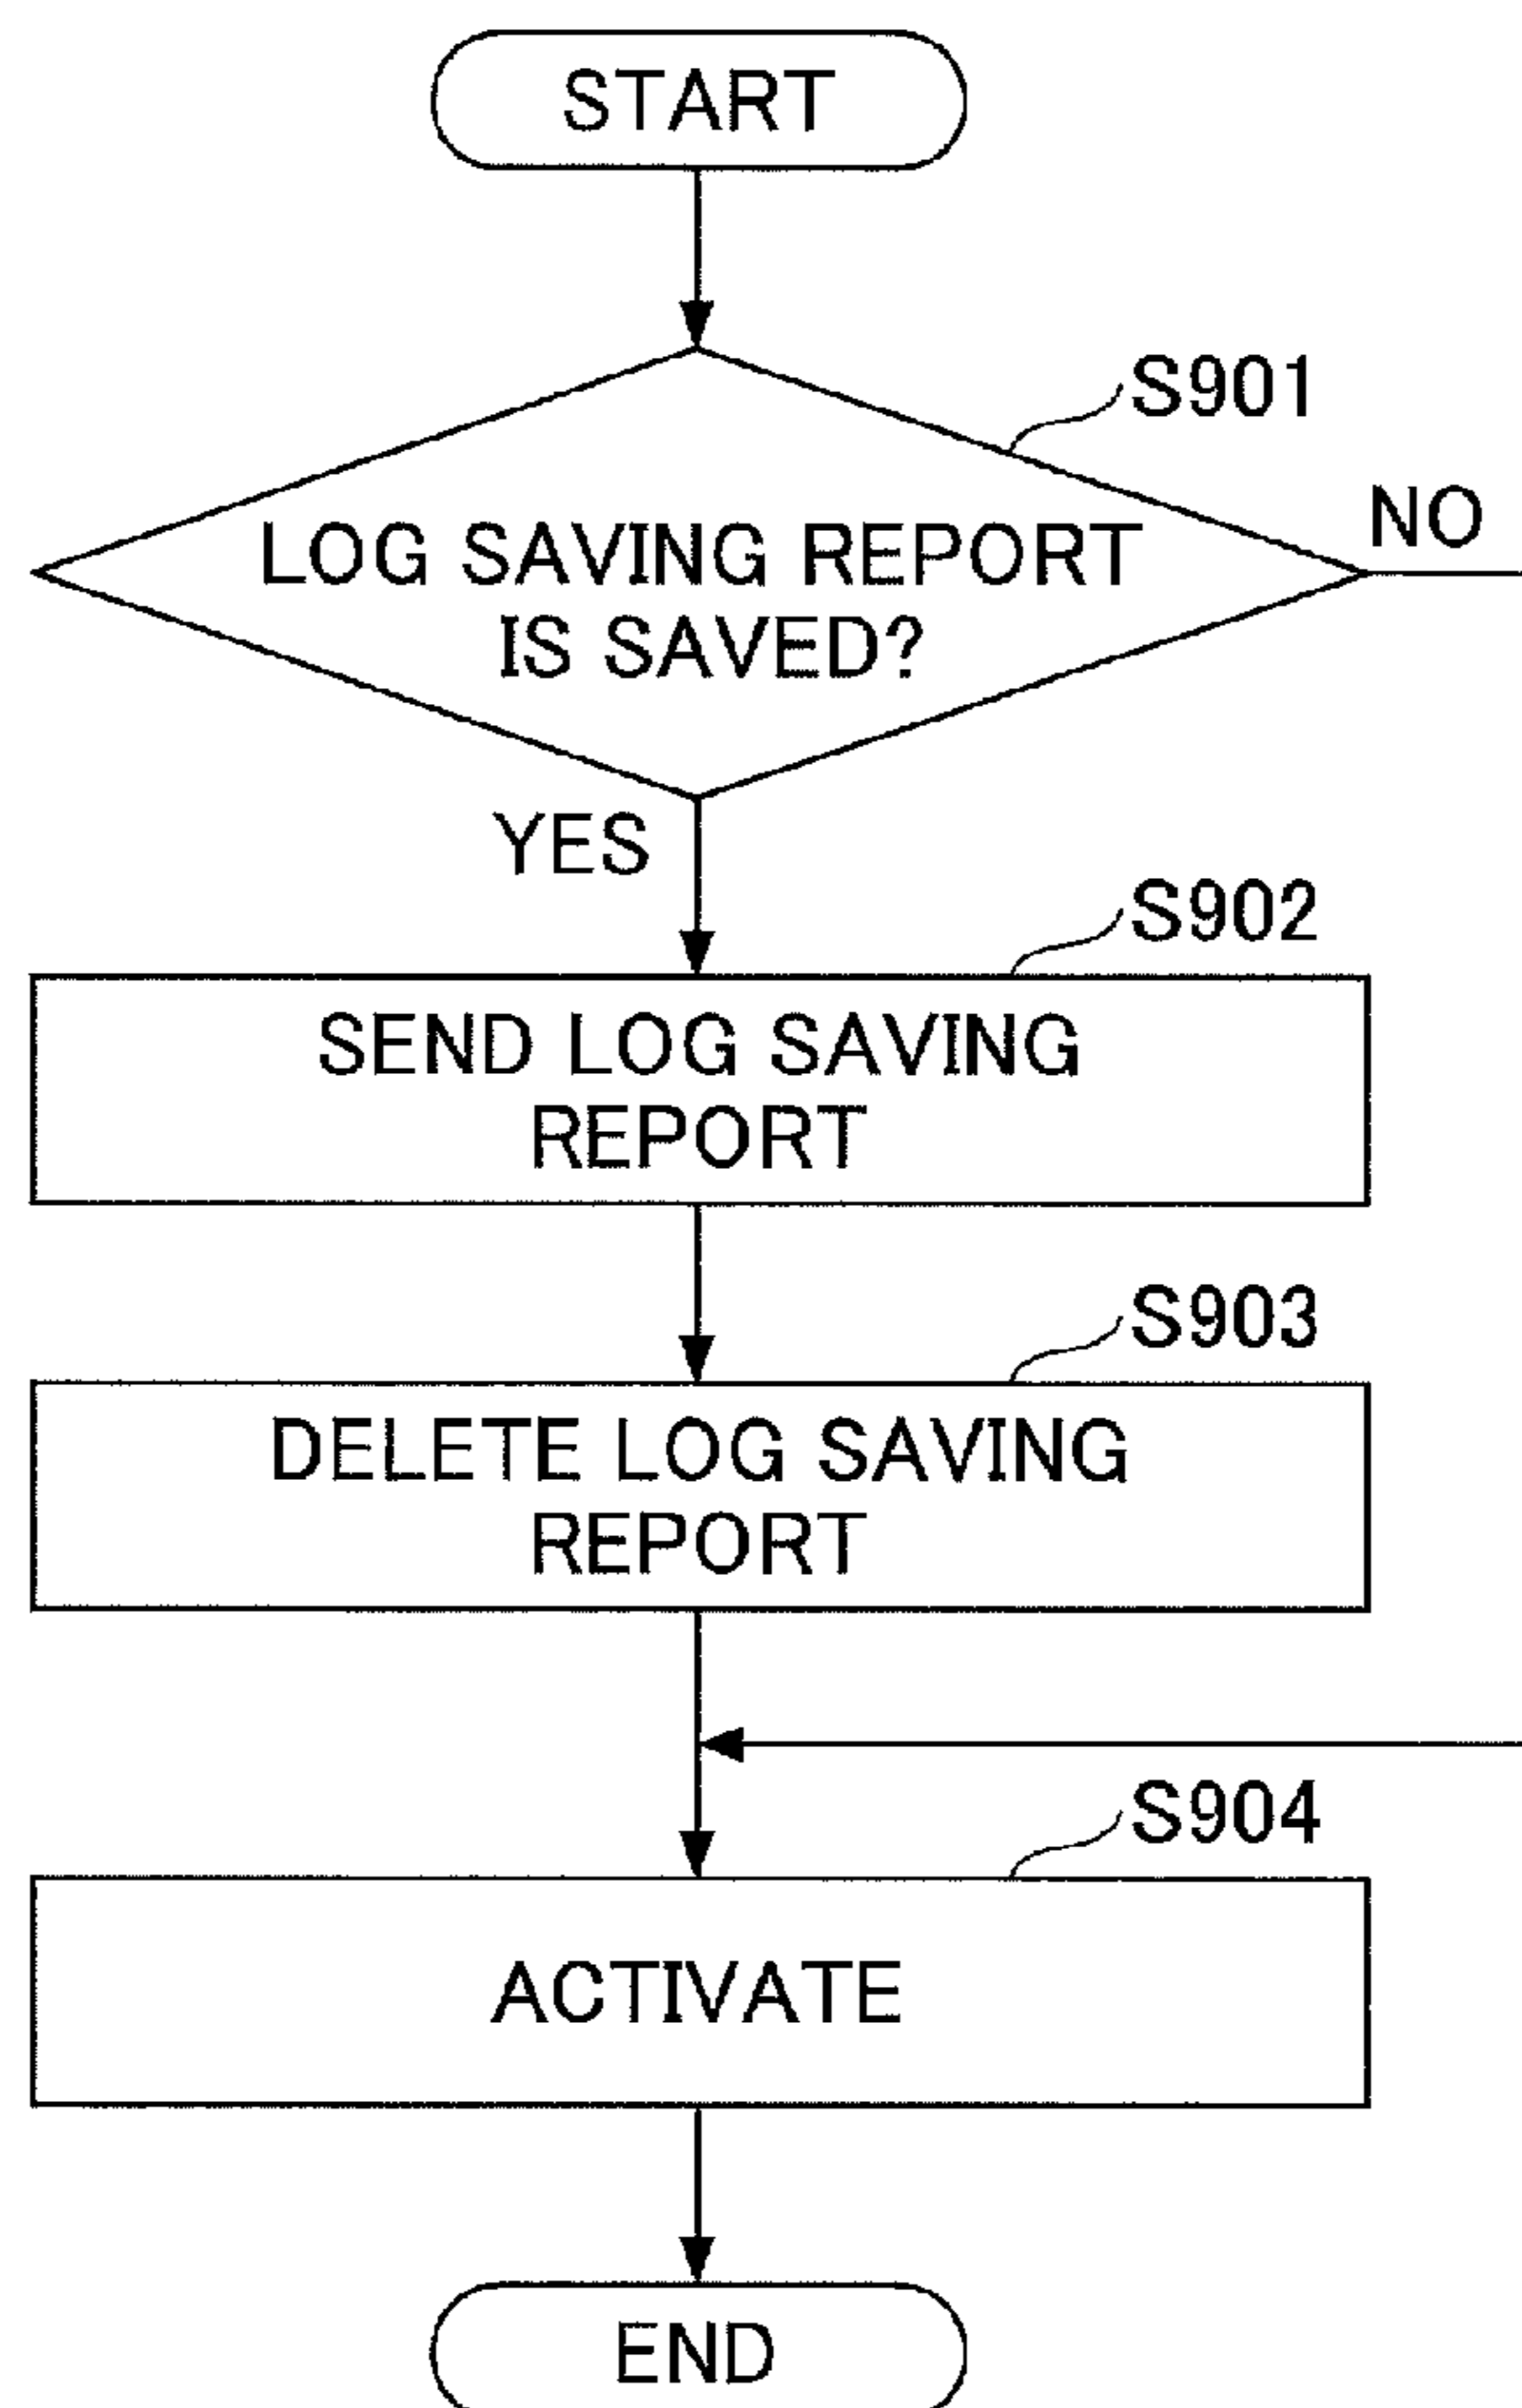 START
S901
NO
LOG SAVING REPORT
IS SAVED?
YES
S902
SEND LOG SAVING
REPORT
S903
DELETE LOG SAVING
REPORT
S904
ACTIVATE
END